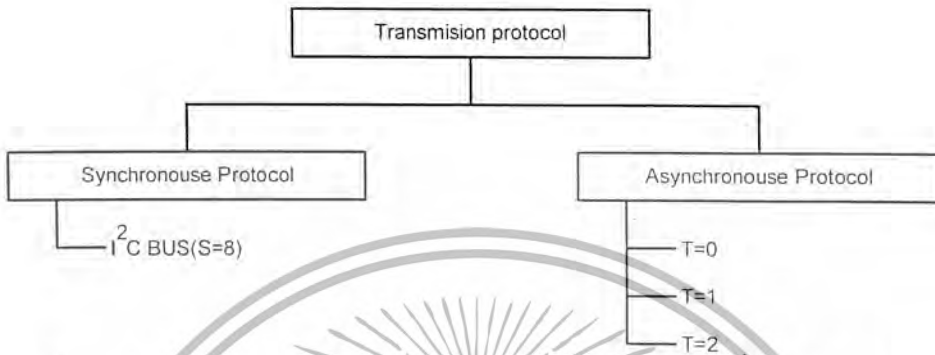 Transmision protocol
Synchronouse Protocol
Asynchronouse Protocol
I²C BUS(S=8)
T=0
T=1
T=2